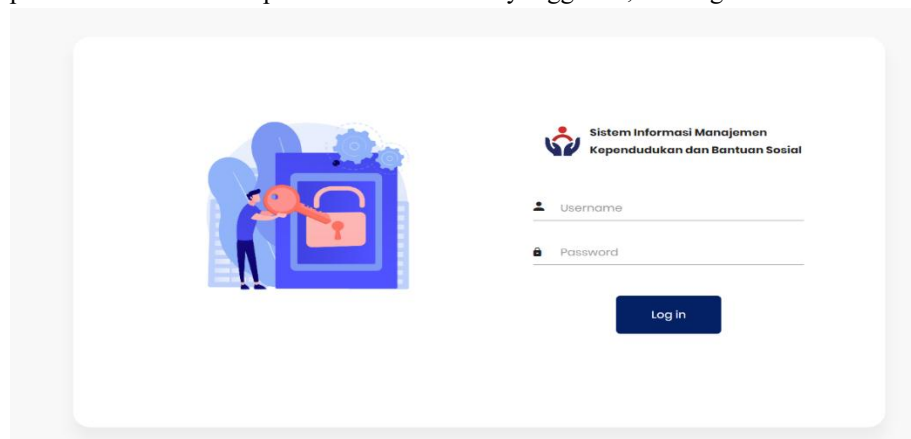 Sistem Informasi Manajemen
Kependudukan dan Bantuan Sosial
Username
Password
Log in